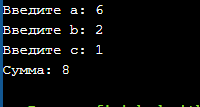 Введите a: 6
Введите b: 2
Введите c: 1
Сумма: 8